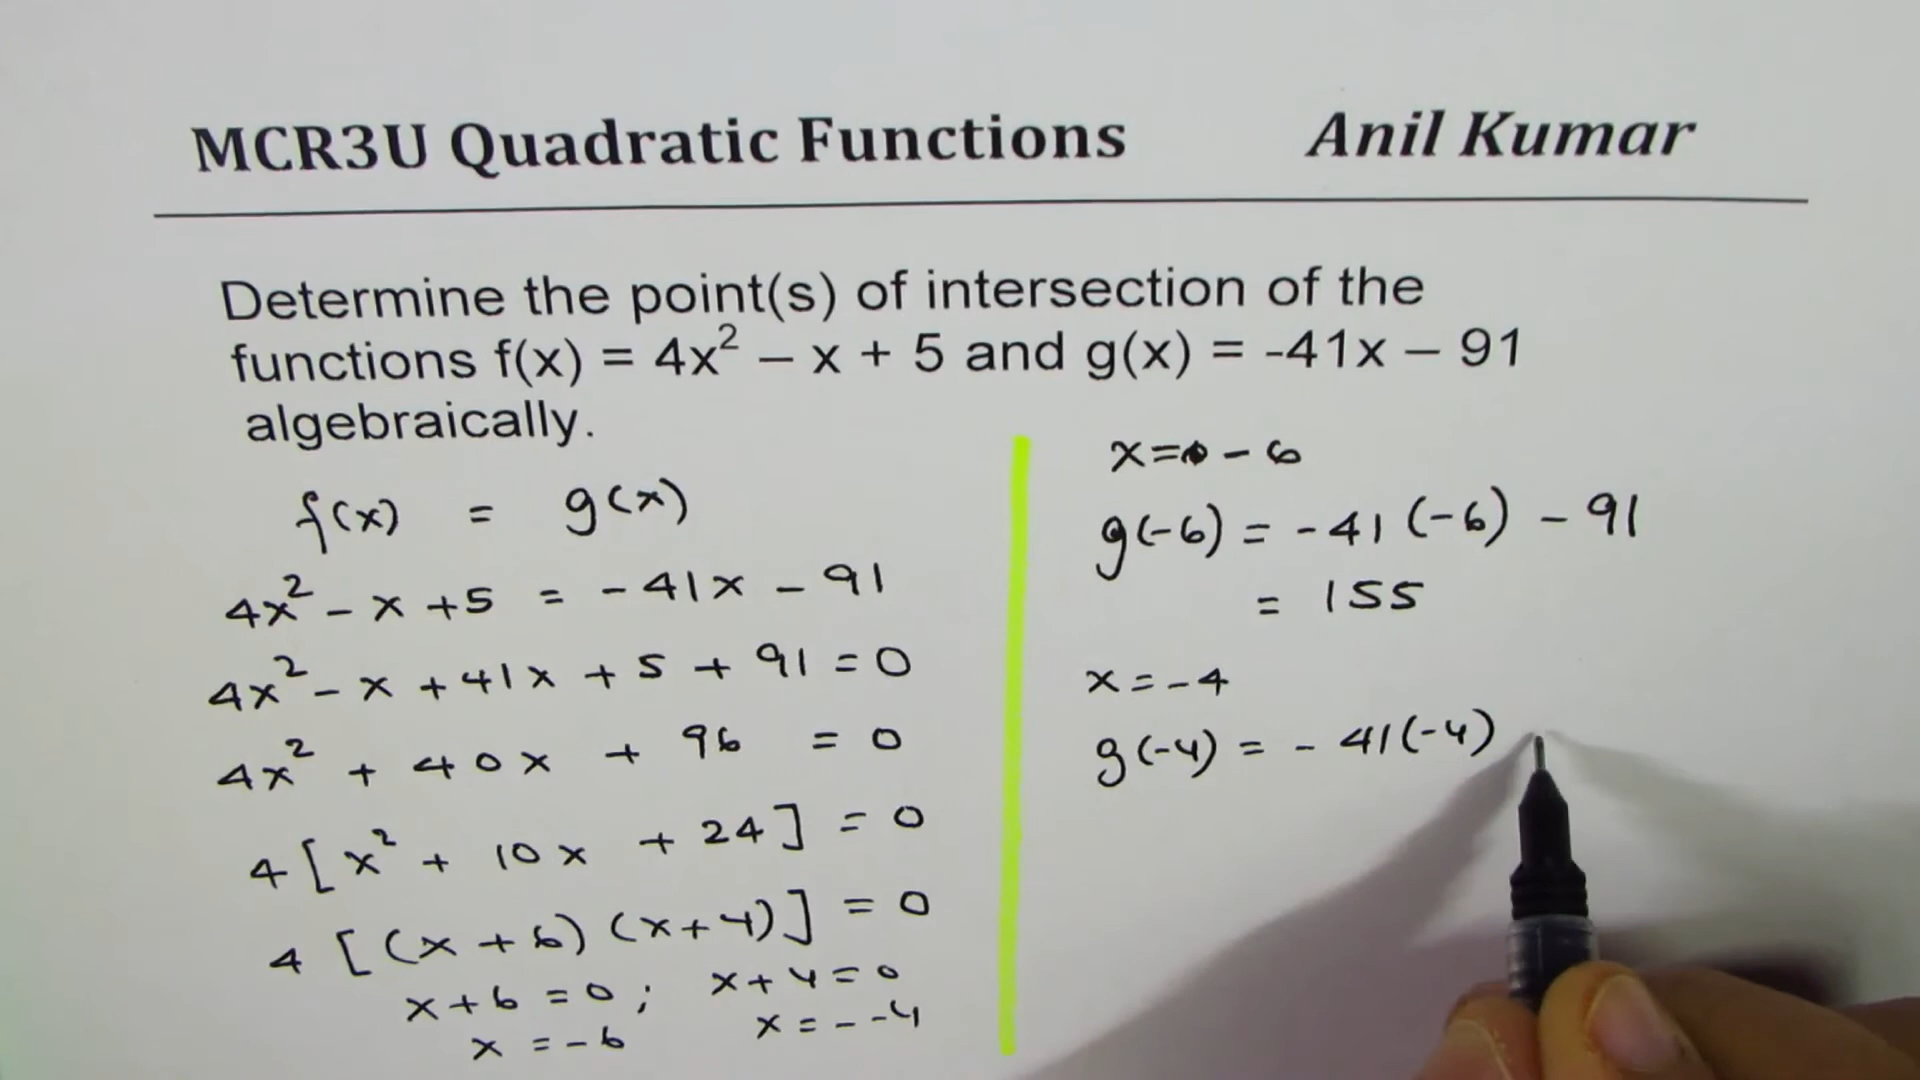 MCR3U Quadratic Functions Anil Kumar
Determine the point(s) of intersection of the
functions f(x) = 4x² – x + 5 and g(x) = -41x – 91
algebraically.
f(x) = g(x)
4x² - x + 5 = - 41x - 91
4x² - x + 41x + 5 + 91 = 0
4x² + 40x + 96 = 0
4[x² + 10x + 24] = 0
4[(x + 6)(x + 4)] = 0
x + 6 = 0; x + 4 = 0
x = - 6 x = - -4
x = - 6
g(-6) = - 41(-6) - 91
= 155
x = - 4
g(-4) = - 41(-4)